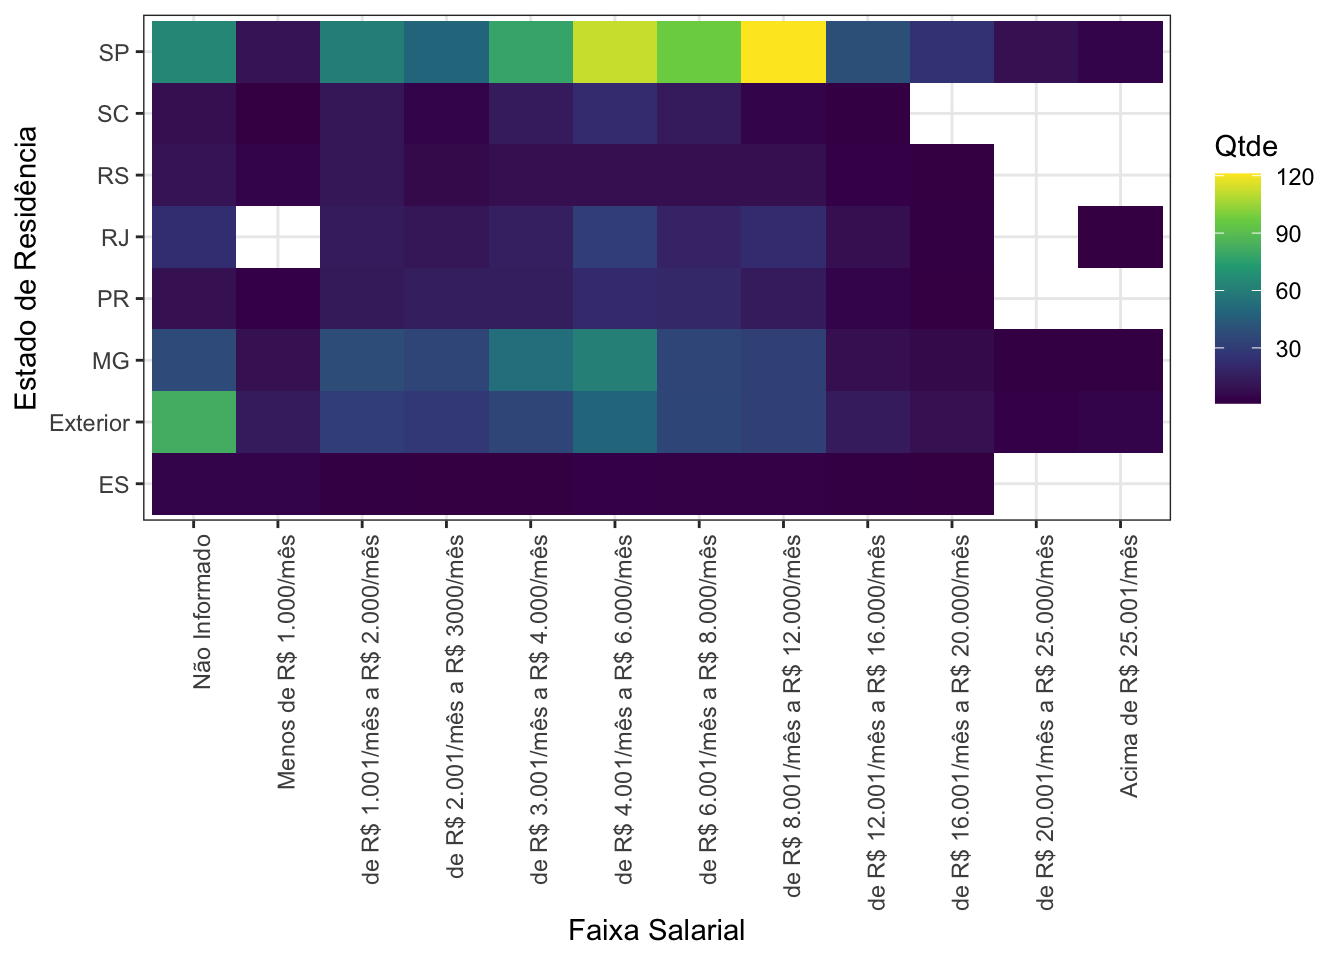 Estado de Residência
SP
SC
RS
RJ
PR
MG
Exterior
ES
Não Informado
Menos de R$ 1.000/mês
de R$ 1.001/mês a R$ 2.000/mês
de R$ 2.001/mês a R$ 3000/mês
de R$ 3.001/mês a R$ 4.000/mês
de R$ 4.001/mês a R$ 6.000/mês
de R$ 6.001/mês a R$ 8.000/mês
de R$ 8.001/mês a R$ 12.000/mês
de R$ 12.001/mês a R$ 16.000/mês
de R$ 16.001/mês a R$ 20.000/mês
de R$ 20.001/mês a R$ 25.000/mês
Acima de R$ 25.001/mês
Faixa Salarial
Qtde
120
90
60
30